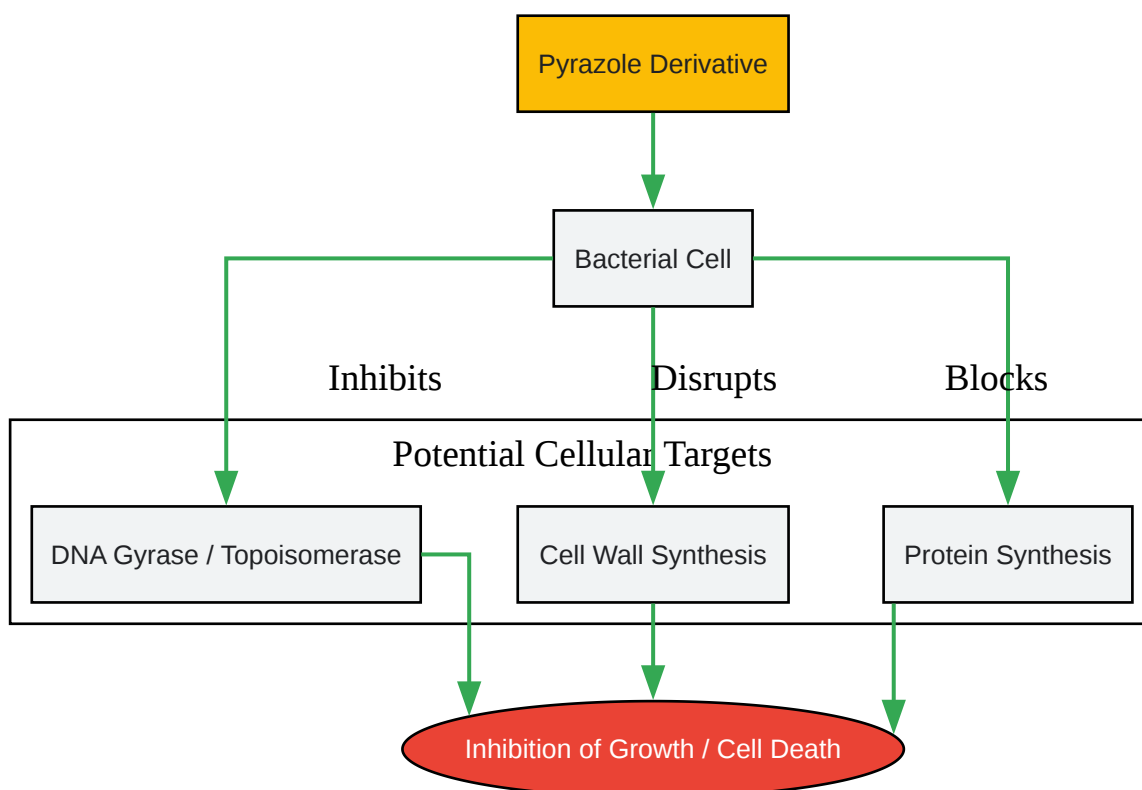 Pyrazole Derivative
Bacterial Cell
Inhibits
Disrupts
Blocks
Potential Cellular Targets
DNA Gyrase / Topoisomerase
Cell Wall Synthesis
Protein Synthesis
Inhibition of Growth / Cell Death